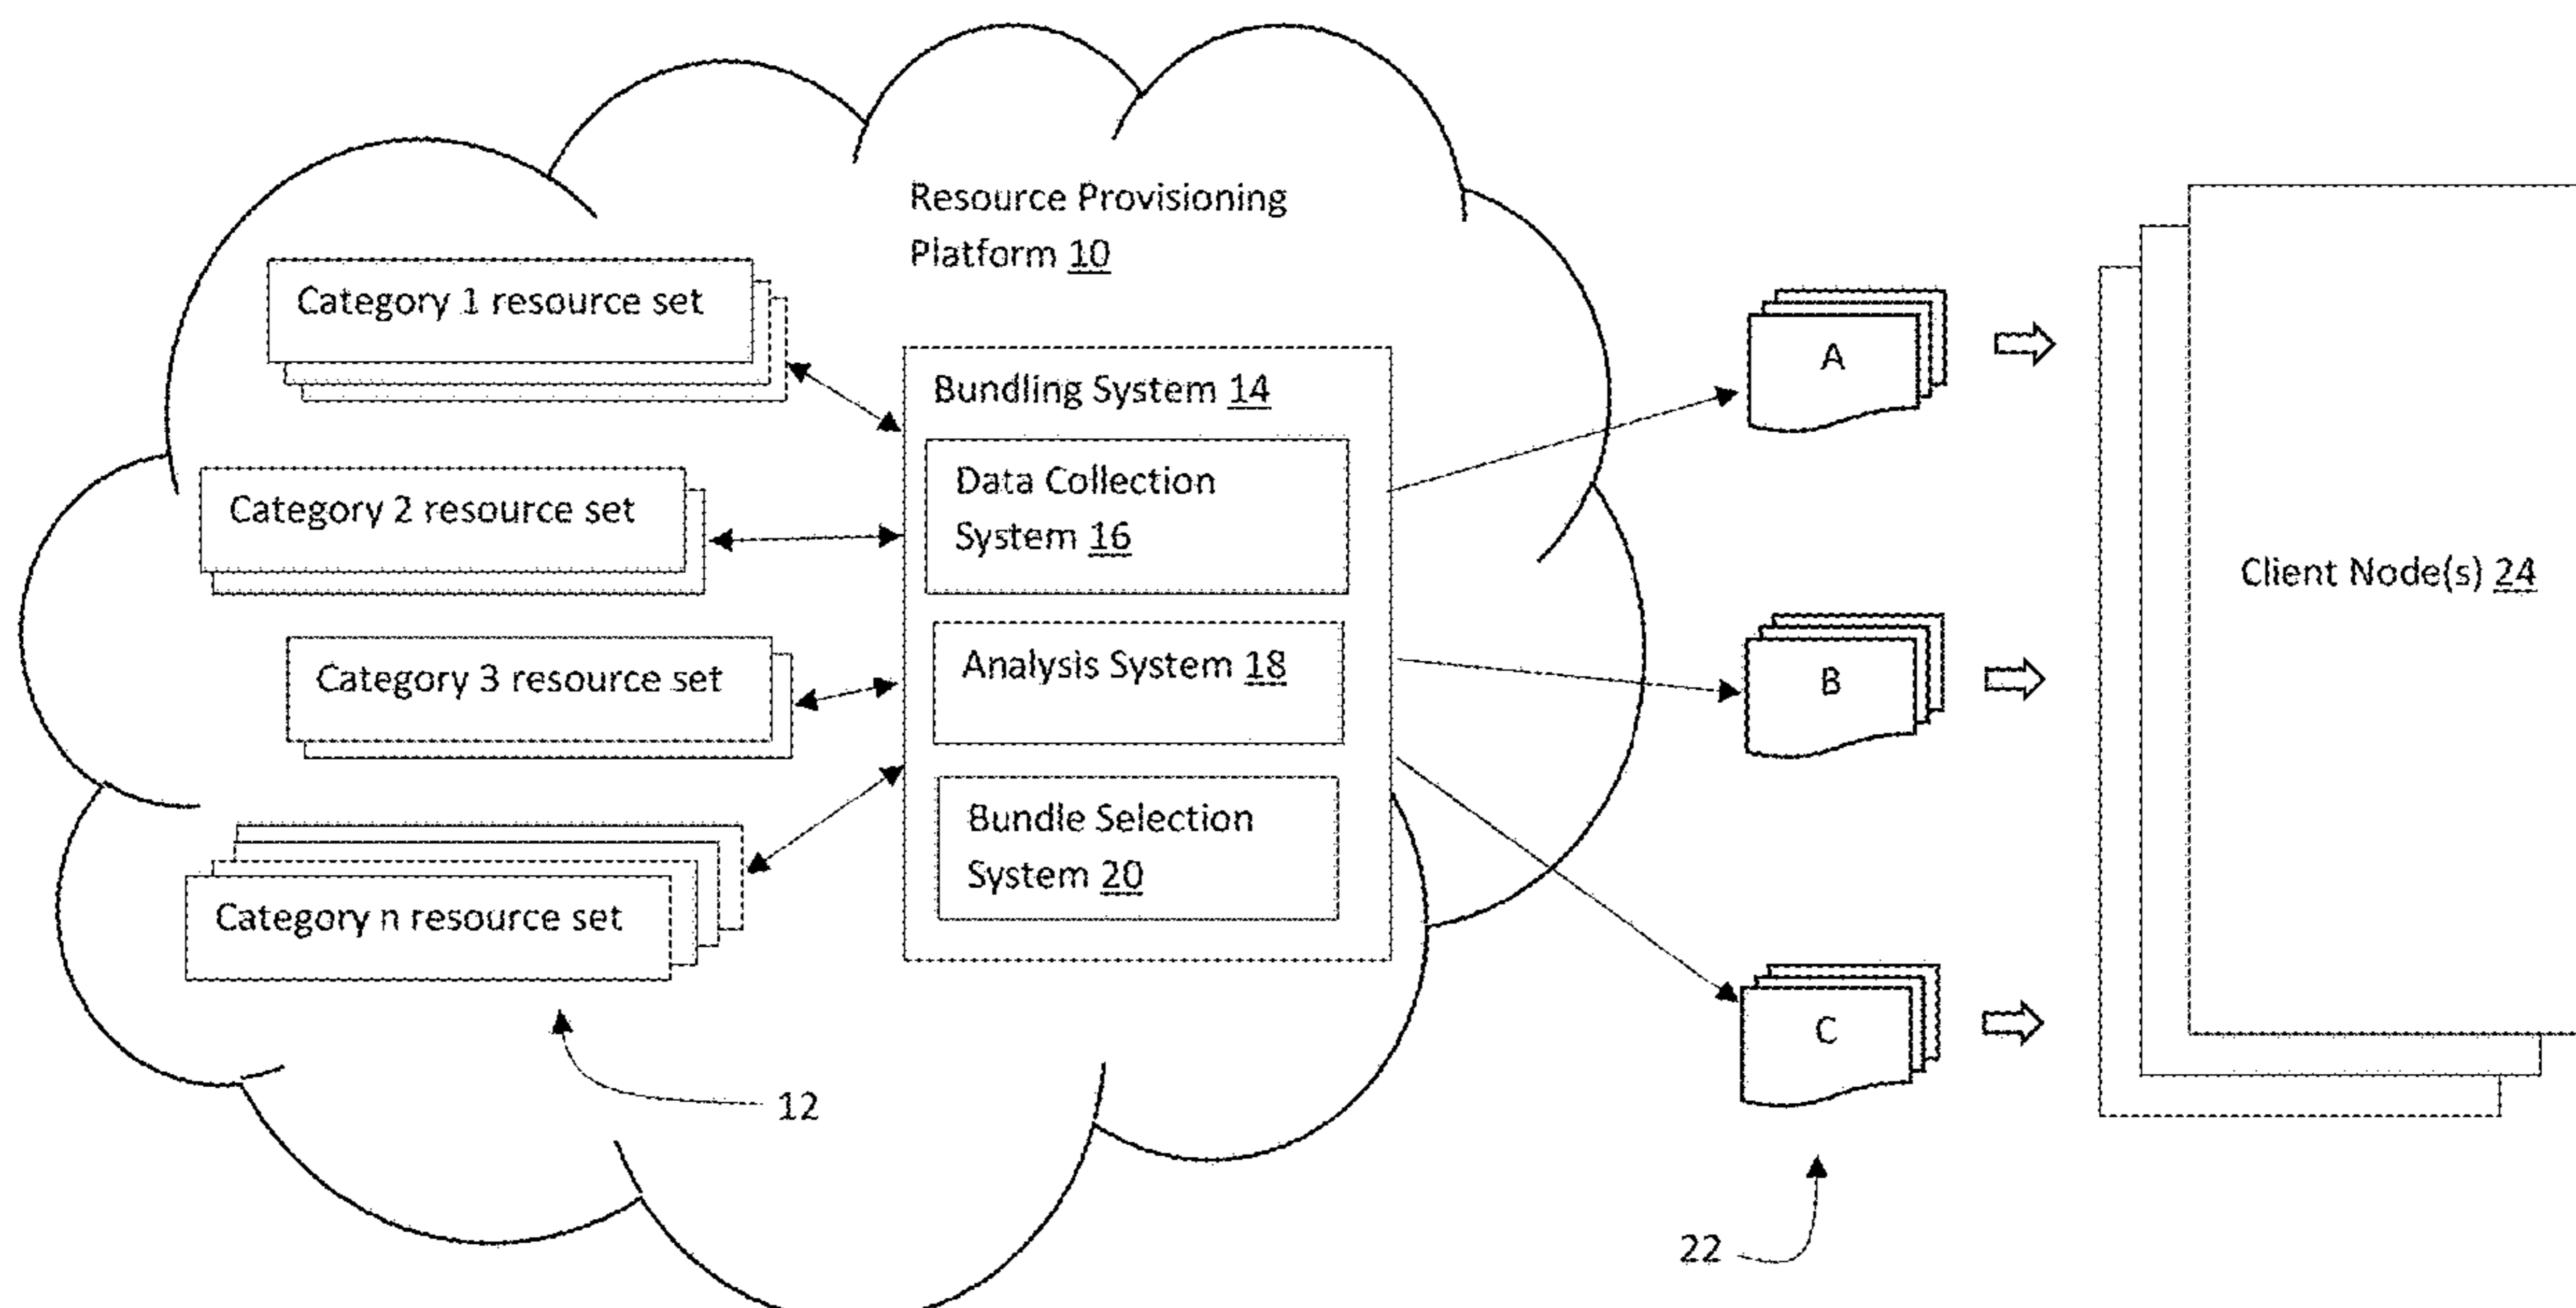 Resource Provisioning
Platform 10
Category 1 resource set
Category 2 resource set
Category 3 resource set
Category n resource set
12
Bundling System 14
Data Collection
System 16
Analysis System 18
Bundle Selection
System 20
A
B
C
22
Client Node(s) 24